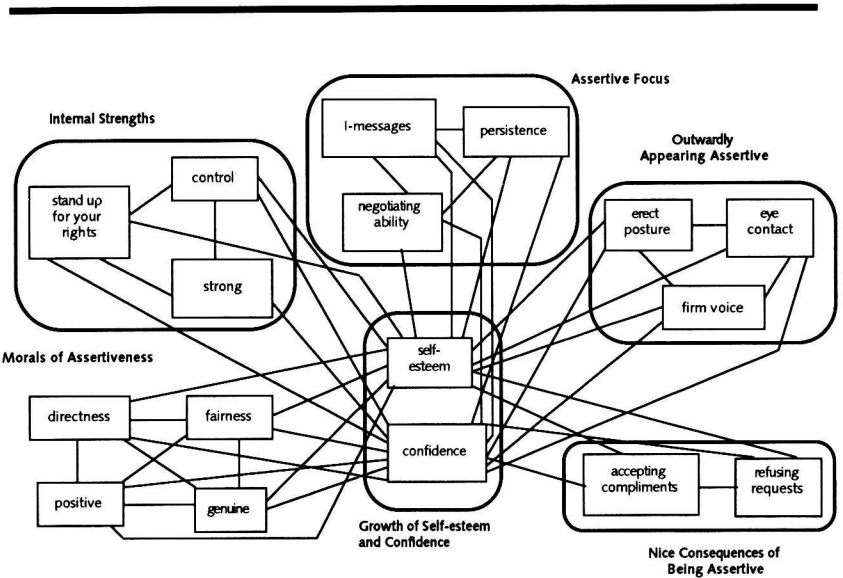 Assertive Focus
Internal Strengths
I-messages
persistence
Outwardly
Appearing Assertive
control
stand up
for your
rights
negotiating
ability
erect
posture
eye
contact
strong
firm voice
self-
esteem
Morals of Assertiveness
directness
fairness
confidence
accepting
compliments
refusing
requests
positive
genuine
Growth of Self-esteem
and Confidence
Nice Consequences of
Being Assertive